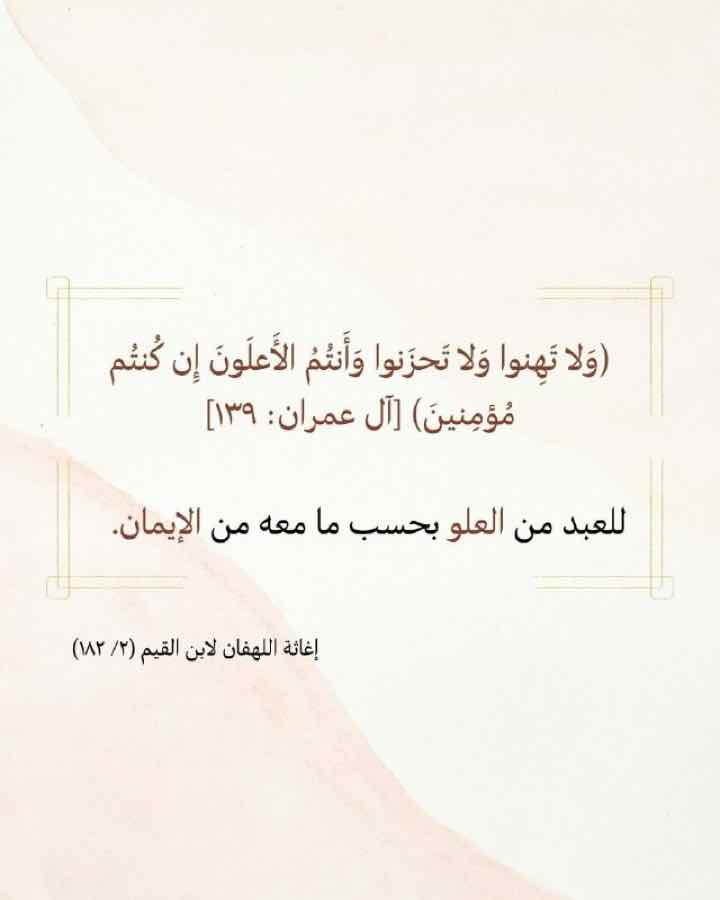 (وَلا تَهِنوا وَلا تَحزَنوا وَأَنتُمُ الأَعلَونَ إِن كُنتُم
مُؤمِنينَ) [آل عمران: ١٣٩]
للعبد من العلو بحسب ما معه من الإيمان.
إغاثة اللهفان لابن القيم (٢/ ١٨٢)